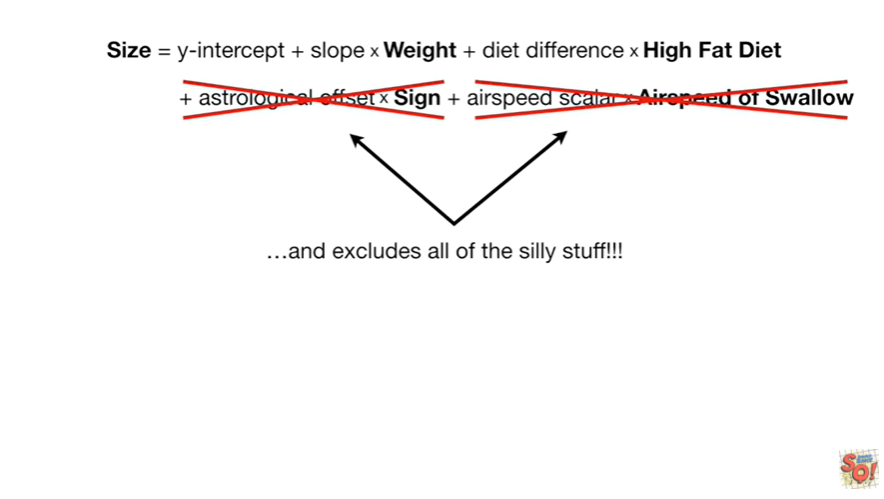 Size = y-intercept + slope x Weight + diet difference x High Fat Diet
+ astrological offset x Sign + airspeed scalar x Airspeed of Swallow
…and excludes all of the silly stuff!!!
SQ!